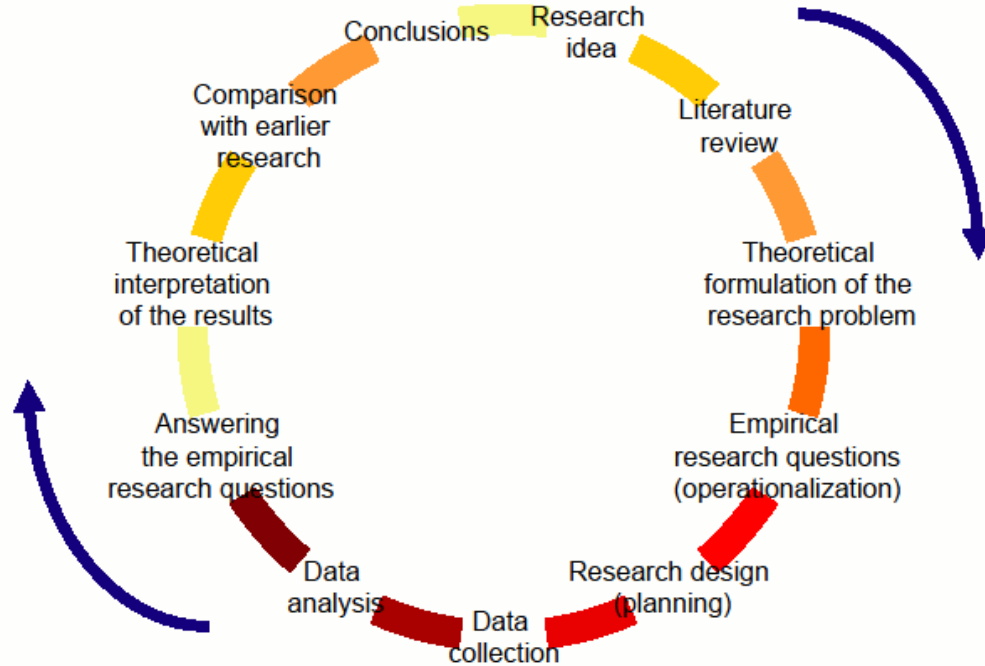 Research
idea
Literature
review
Theoretical
formulation of the
research problem
Empirical
research questions
(operationalization)
Research design
(planning)
Data
collection
Data
analysis
Answering
the empirical
research questions
Theoretical
interpretation
of the results
Comparison
with earlier
research
Conclusions